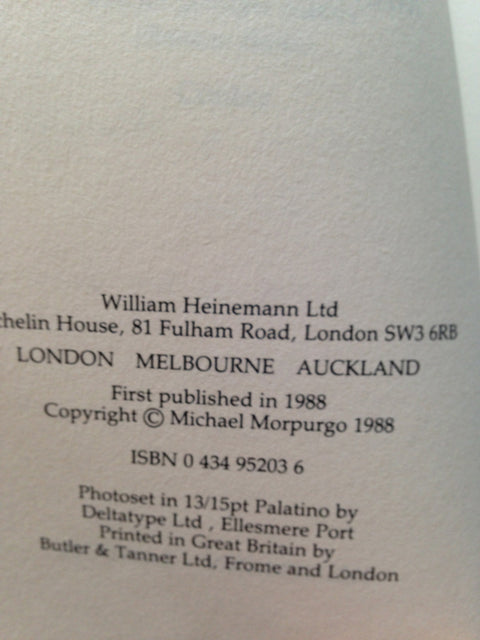 William Heinemann Ltd
chelin House, 81 Fulham Road, London SW3 6RB
LONDON MELBOURNE AUCKLAND
First published in 1988
Copyright © Michael Morpurgo 1988
ISBN 0 434 95203 6
Photoset in 13/15pt Palatino by
Deltatype Ltd , Ellesmere Port
Printed in Great Britain by
Butler & Tanner Ltd, Frome and London